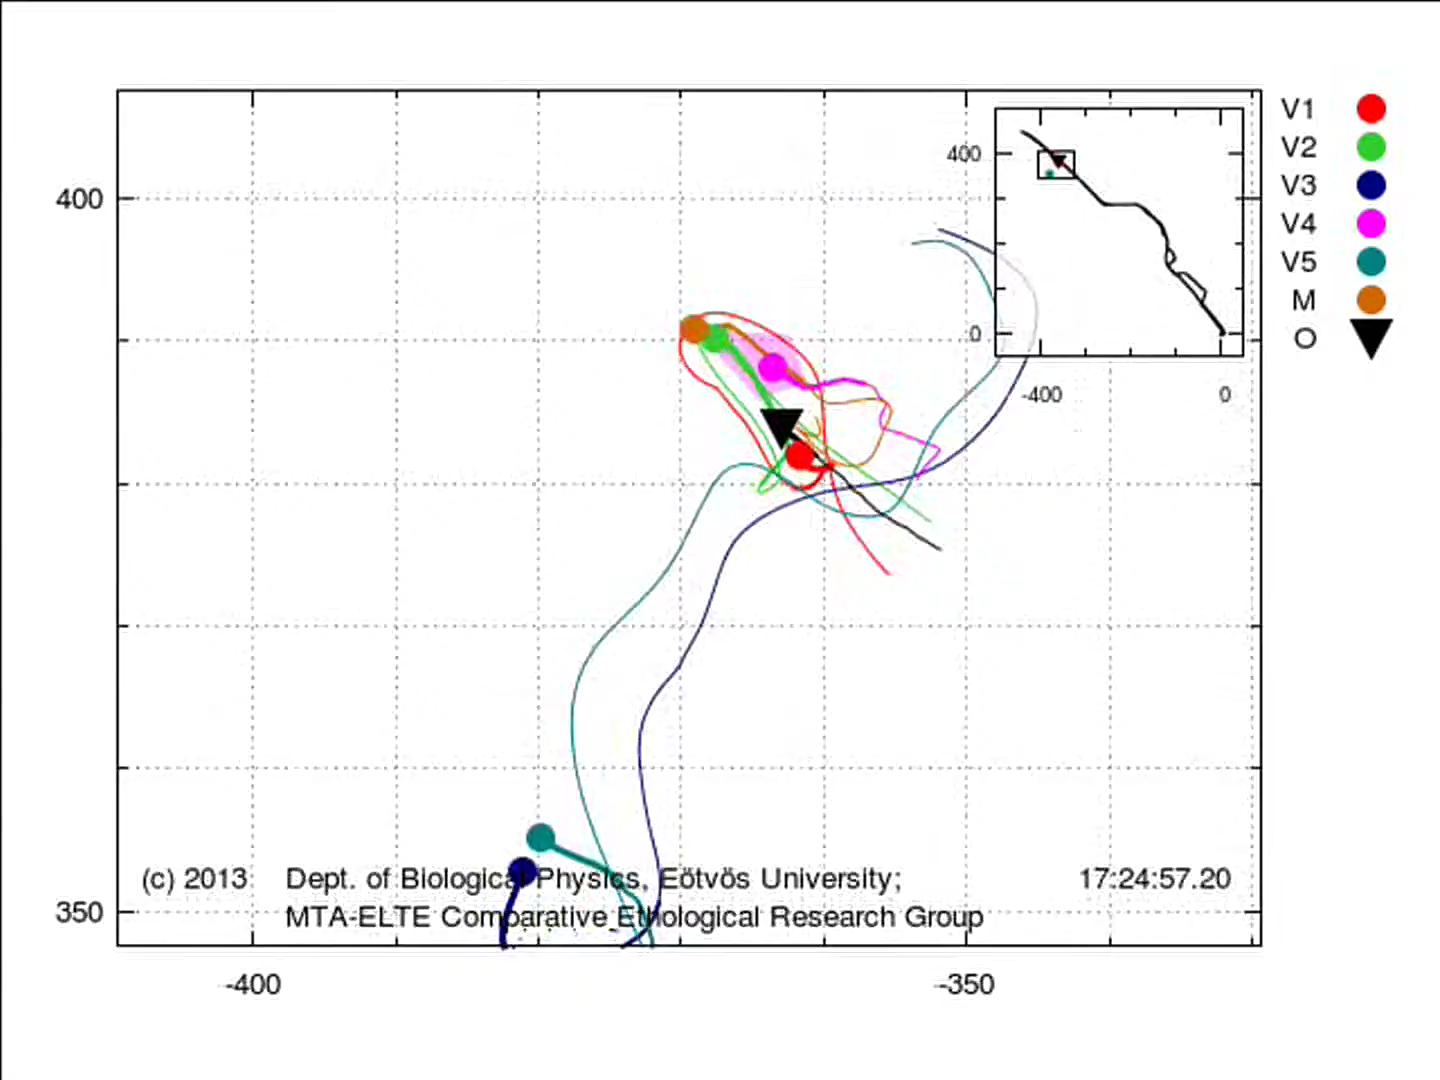 V1
V2
V3
V4
V5
M
O
400
350
-400
-350
400
0
-400
0
(c) 2013 Dept. of Biological Physics, Eötvös University; 17:24:57.20
MTA-ELTE Comparative Ethological Research Group